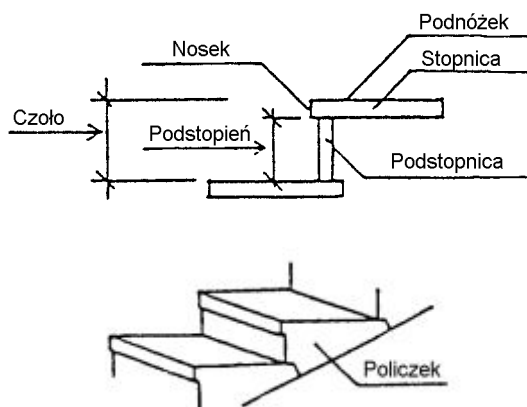 Podnóżek
Nosek
Stopnica
Czoło
Podstopień
Podstopnica
Policzek